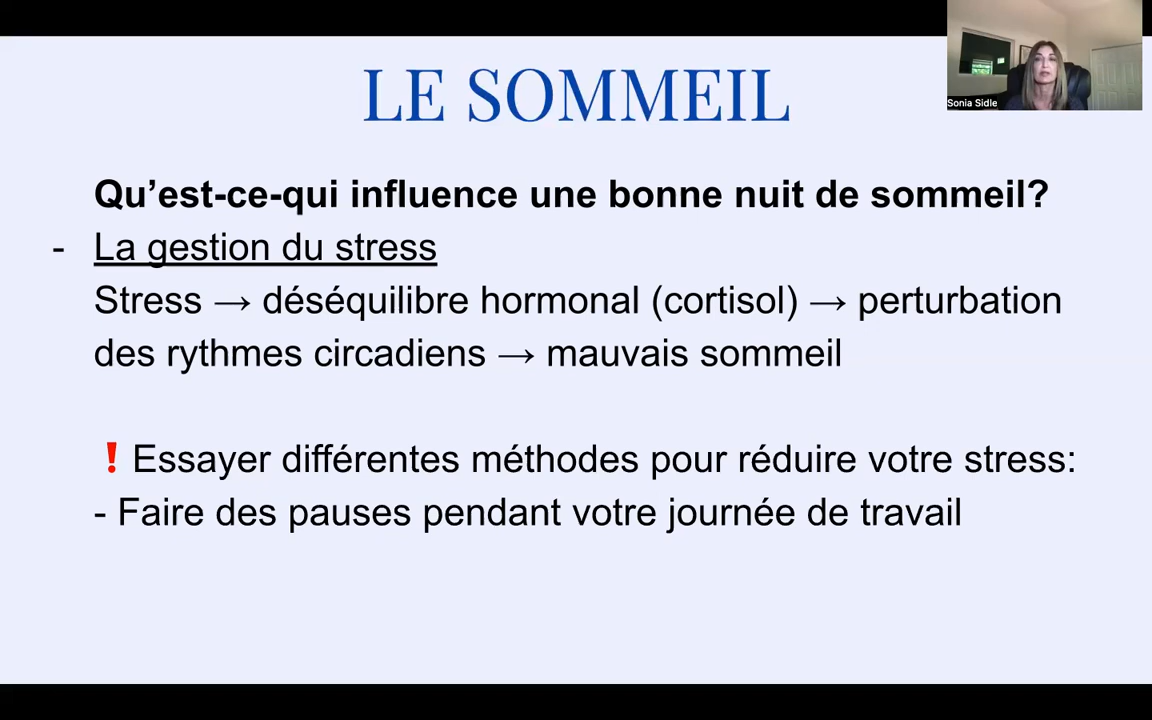 LE SOMMEIL
Sonia Sidle
Qu’est-ce-qui influence une bonne nuit de sommeil?
- La gestion du stress
Stress → déséquilibre hormonal (cortisol) → perturbation
des rythmes circadiens → mauvais sommeil
❗Essayer différentes méthodes pour réduire votre stress:
- Faire des pauses pendant votre journée de travail